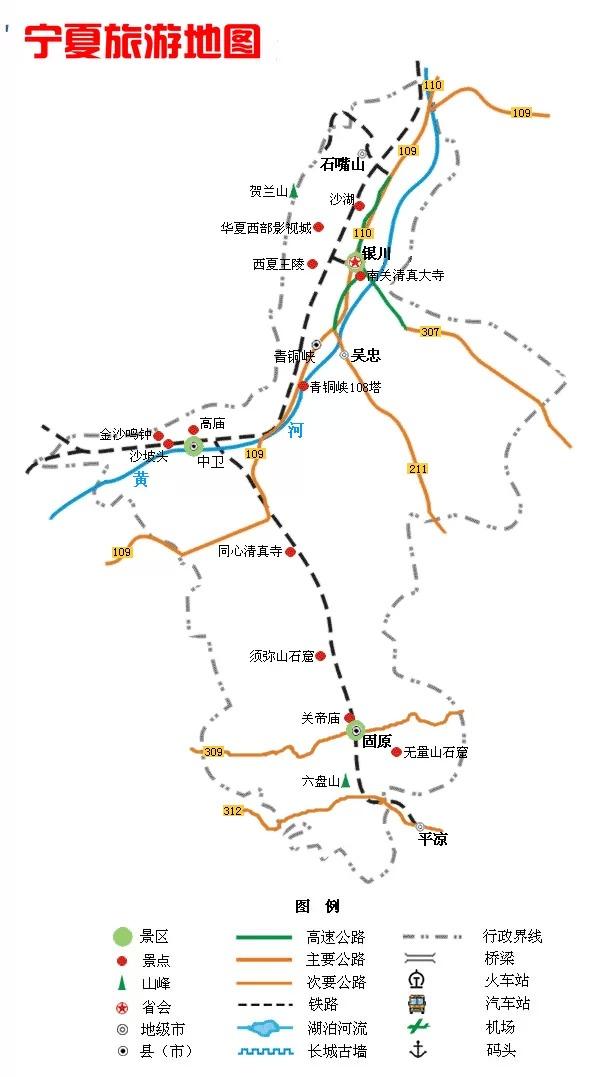 宁夏旅游地图
110
109
109
石嘴山
贺兰山
沙湖
华夏西部影视城
110
银川
西夏王陵
南关清真大寺
307
青铜峡
吴忠
青铜峡108塔
高庙
金沙鸣钟
河
沙坡头
中卫
109
211
黄
109
同心清真寺
须弥山石窟
关帝庙
固原
309
无量山石窟
六盘山
312
平凉
图 例
景区
高速公路
行政界线
景点
主要公路
桥梁
山峰
次要公路
火车站
省会
铁路
汽车站
地级市
湖泊河流
机场
县（市）
长城古墙
码头